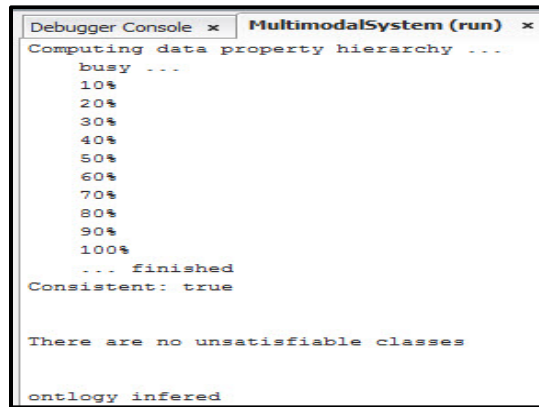 Debugger Console × MultimodalSystem (run) ×
Computing data property hierarchy ...
busy ...
10%
20%
30%
40%
50%
60%
70%
80%
90%
100%
... finished
Consistent: true
There are no unsatisfiable classes
ontlogy infered